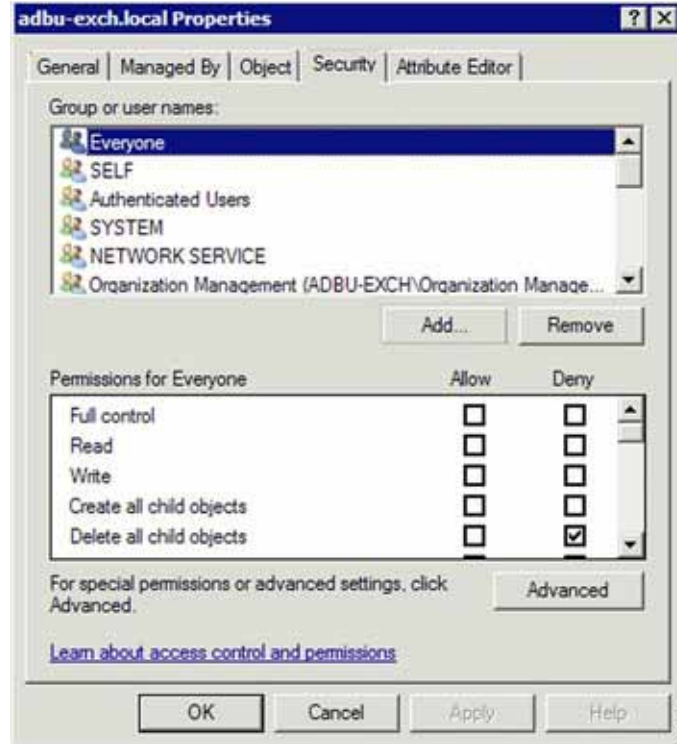 adbu-exch.local Properties
General Managed By Object Security Attribute Editor
Group or user names:
Everyone
SELF
Authenticated Users
SYSTEM
NETWORK SERVICE
Organization Management (ADBU-EXCH\Organization Manage...
Add... Remove
Permissions for Everyone Allow Deny
Full control
Read
Write
Create all child objects
Delete all child objects
For special permissions or advanced settings, click Advanced
Advanced.
Learn about access control and permissions
OK Cancel Apply Help